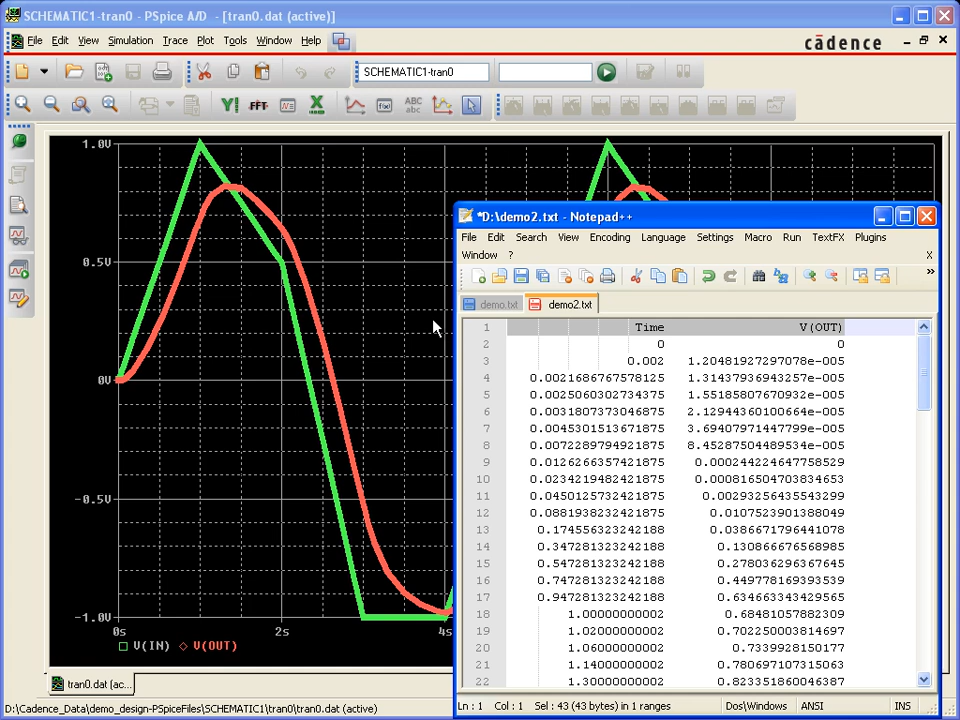 SCHEMATIC1-tran0 - PSpice A/D - [tran0.dat (active)]
File Edit View Simulation Trace Plot Tools Window Help
cādence
SCHEMATIC1-tran0
Y! FFT
ABC
abc
1.0V
0.5V
0V
-0.5V
-1.0V
0s 2s 4s
V(IN) V(OUT)
tran0.dat (ac...
D:\Cadence_Data\demo_design-PSpiceFiles\SCHEMATIC1\tran0\tran0.dat (active)
*D:\demo2.txt - Notepad++
File Edit Search View Encoding Language Settings Macro Run TextFX Plugins
Window ? X
demo.txt demo2.txt
1 Time V(OUT)
2 0 0
3 0.002 1.20481927297078e-005
4 0.0021686767578125 1.31437936943257e-005
5 0.0025060302734375 1.55185807670932e-005
6 0.0031807373046875 2.12944360100664e-005
7 0.0045301513671875 3.69407971447799e-005
8 0.0072289794921875 8.45287504489534e-005
9 0.0126266357421875 0.000244224647758529
10 0.0234219482421875 0.000816504703834653
11 0.0450125732421875 0.00293256435543299
12 0.0881938232421875 0.0107523901388049
13 0.174556323242188 0.0386671796441078
14 0.347281323242188 0.130866676568985
15 0.547281323242188 0.278036296367645
16 0.747281323242188 0.449778169393539
17 0.947281323242188 0.634663343429565
18 1.00000000002 0.68481057882309
19 1.02000000002 0.702250003814697
20 1.06000000002 0.7339928150177
21 1.14000000002 0.780697107315063
22 1.30000000002 0.823351860046387
Ln : 1 Col : 1 Sel : 43 (43 bytes) in 1 ranges Dos\Windows ANSI INS